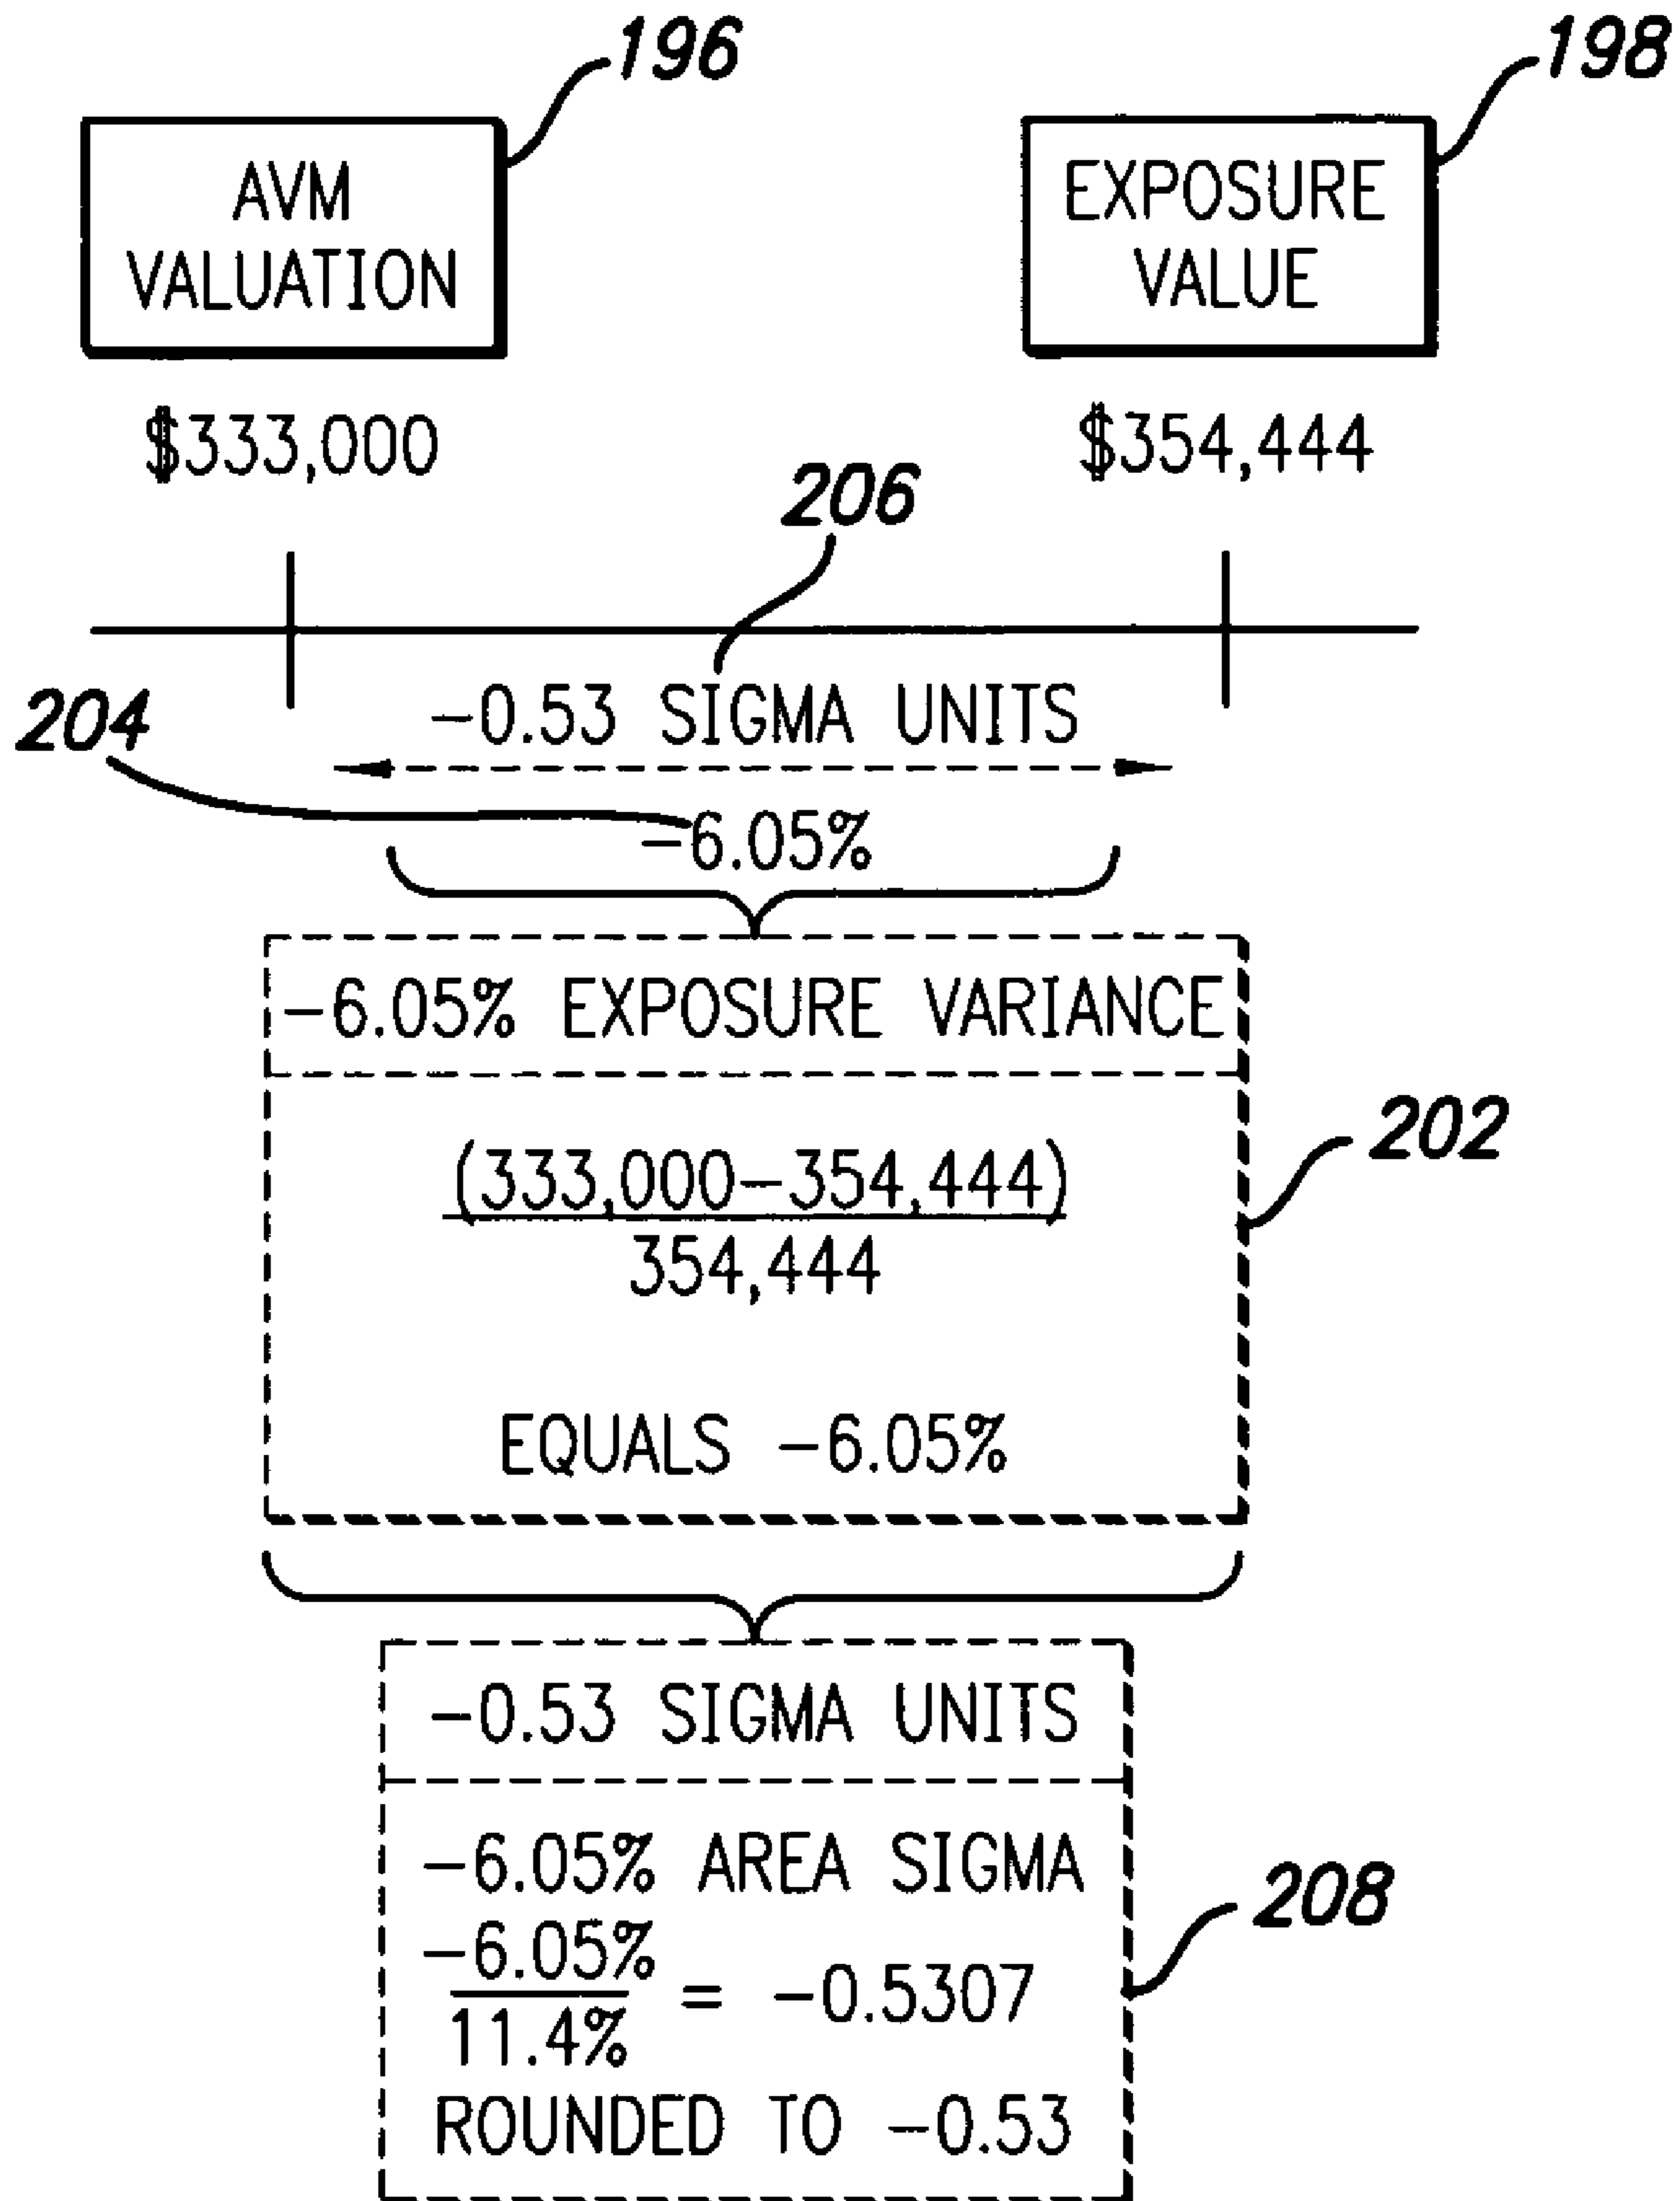 196
198
AVM
VALUATION
EXPOSURE
VALUE
$333,000
$354,444
206
204
-0.53 SIGMA UNITS
-6.05%
-6.05% EXPOSURE VARIANCE
202
(333,000-354,444)
354,444
EQUALS -6.05%
-0.53 SIGMA UNITS
-6.05% AREA SIGMA
208
-6.05%
11.4%
= -0.5307
ROUNDED TO -0.53